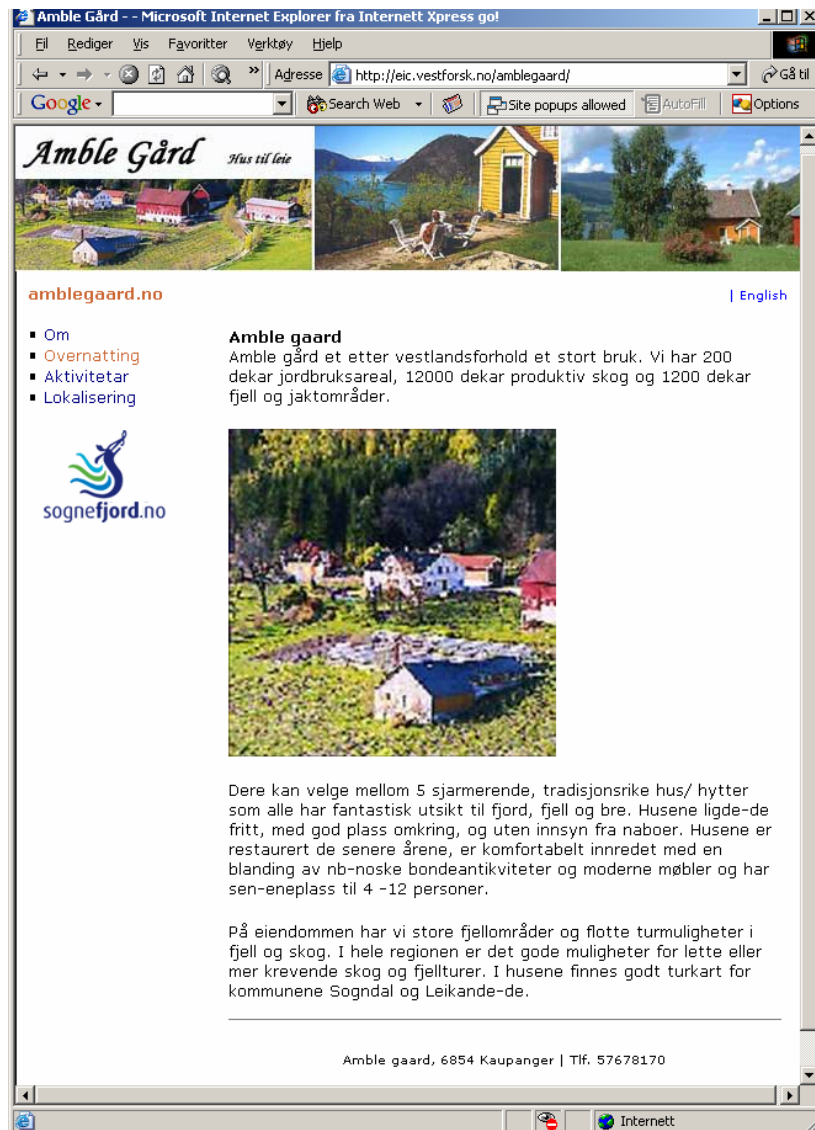 Amble Gård - - Microsoft Internet Explorer fra Internett Xpress go!
Fil Rediger Vis Favoritter Verktøy Hjelp
» Adresse http://eic.vestforsk.no/amblegaard/ Gå til
Google Search Web Site popups allowed AutoFill Options
Amble Gård Hus til leie
amblegaard.no | English
Om
Overnatting
Aktivitetar
Lokalisering
sognefjord.no
Amble gaard
Amble gård et etter vestlandsforhold et stort bruk. Vi har 200
dekar jordbruksareal, 12000 dekar produktiv skog og 1200 dekar
fjell og jaktområder.
Dere kan velge mellom 5 sjarmerende, tradisjonsrike hus/ hytter
som alle har fantastisk utsikt til fjord, fjell og bre. Husene ligde-de
fritt, med god plass omkring, og uten innsyn fra naboer. Husene er
restaurert de senere årene, er komfortabelt innredet med en
blanding av nb-noske bondeantikviteter og moderne møbler og har
sen-eneplass til 4 -12 personer.
På eiendommen har vi store fjellområder og flotte turmuligheter i
fjell og skog. I hele regionen er det gode muligheter for lette eller
mer krevende skog og fjellturer. I husene finnes godt turkart for
kommunene Sogndal og Leikande-de.
Amble gaard, 6854 Kaupanger | Tlf. 57678170
Internett